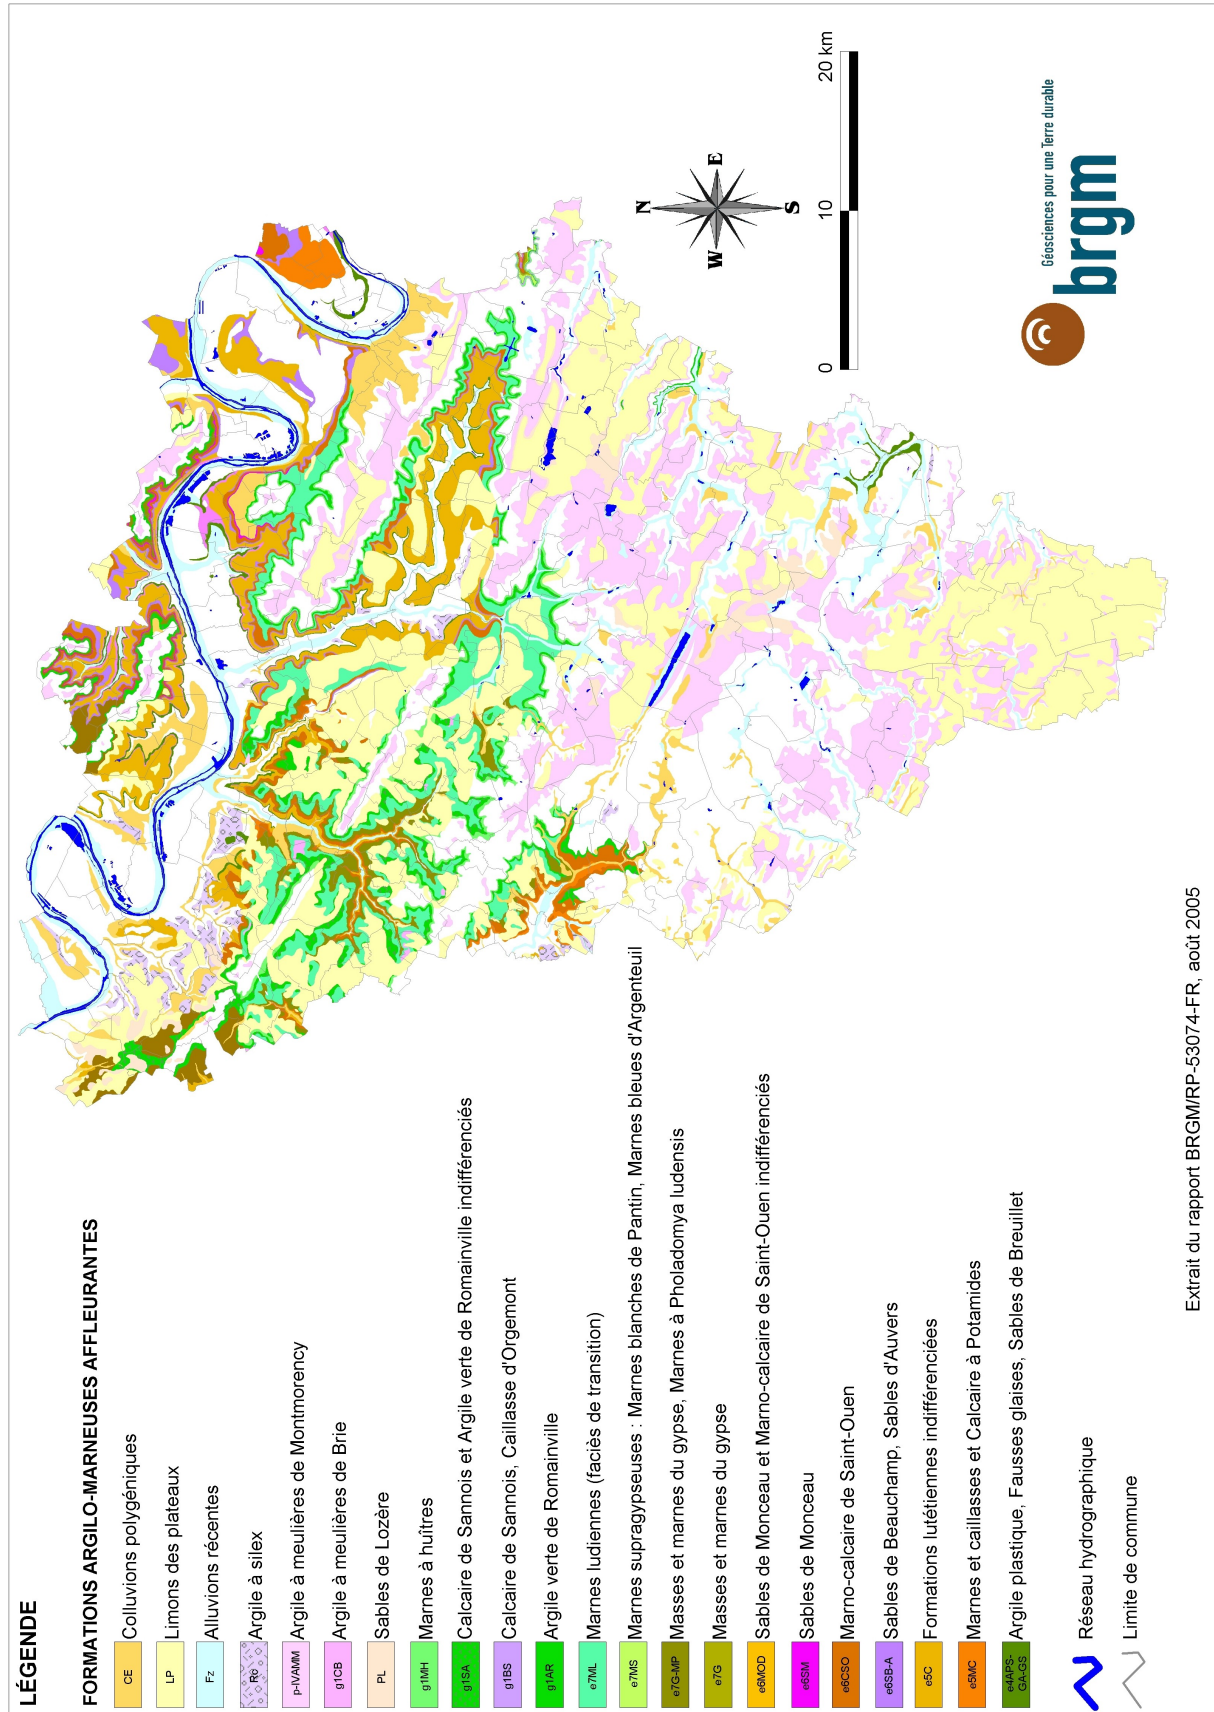 LÉGENDE
FORMATIONS ARGILO-MARNEUSES AFFLEURANTES
CE Colluvions polygéniques
LP Limons des plateaux
Fz Alluvions récentes
Rc Argile à silex
p-IVAMM Argile à meulières de Montmorency
g1CB Argile à meulières de Brie
PL Sables de Lozère
g1MH Marnes à huîtres
g1SA Calcaire de Sannois et Argile verte de Romainville indifférenciés
g1BS Calcaire de Sannois, Caillasse d'Orgemont
g1AR Argile verte de Romainville
e7ML Marnes ludiennes (faciès de transition)
e7MS Marnes supragypseuses : Marnes blanches de Pantin, Marnes bleues d'Argenteuil
e7G-MP Masses et marnes du gypse, Marnes à Pholadomya ludensis
e7G Masses et marnes du gypse
e6MOD Sables de Monceau et Marno-calcaire de Saint-Ouen indifférenciés
e6SM Sables de Monceau
e6CSO Marno-calcaire de Saint-Ouen
e6SB-A Sables de Beauchamp, Sables d'Auvers
e5C Formations lutétiennes indifférenciées
e5MC Marnes et caillasses et Calcaire à Potamides
e4APS-GA-GS Argile plastique, Fausses glaises, Sables de Breuillet
Réseau hydrographique
Limite de commune
N
W E
S
0 10 20 km
Géosciences pour une Terre durable
brgm
Extrait du rapport BRGM/RP-53074-FR, août 2005